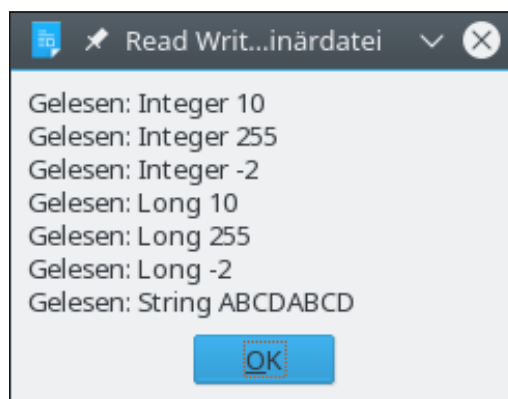 Read Writ...inärdatei
Gelesen: Integer 10
Gelesen: Integer 255
Gelesen: Integer -2
Gelesen: Long 10
Gelesen: Long 255
Gelesen: Long -2
Gelesen: String ABCDABCD
OK